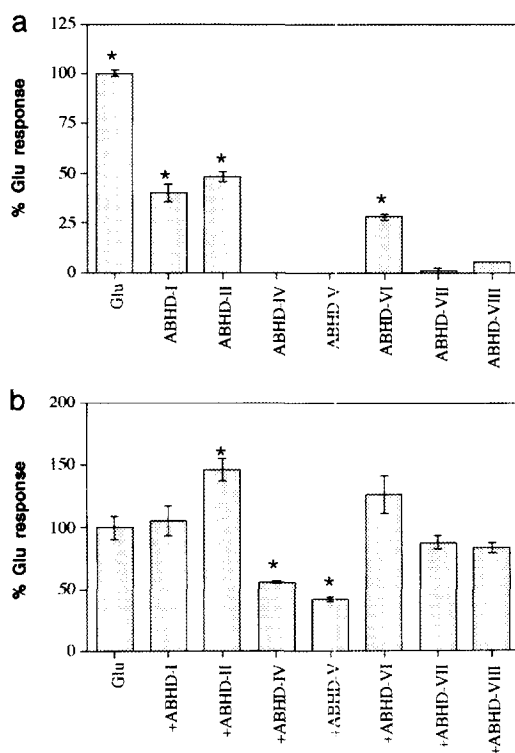 a
125
100
75
50
25
0
% Glu response
*
*
*
*
Glu
ABHD-I
ABHD-II
ABHD-IV
ABHD-V
ABHD-VI
ABHD-VII
ABHD-VIII
b
200
150
100
50
0
% Glu response
*
*
*
Glu
+ABHD-I
+ABHD-II
+ABHD-IV
+ABHD-V
+ABHD-VI
+ABHD-VII
+ABHD-VIII